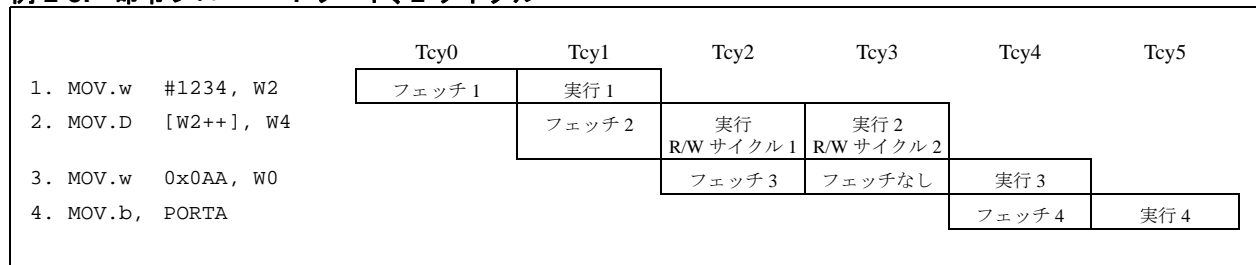 Tcy0 Tcy1 Tcy2 Tcy3 Tcy4 Tcy5
1. MOV.w #1234, W2 フェッチ 1 実行 1
2. MOV.D [W2++], W4 フェッチ 2 実行 実行 2
R/W サイクル 1 R/W サイクル 2
3. MOV.w 0x0AA, W0 フェッチ 3 フェッチなし 実行 3
4. MOV.b, PORTA フェッチ 4 実行 4